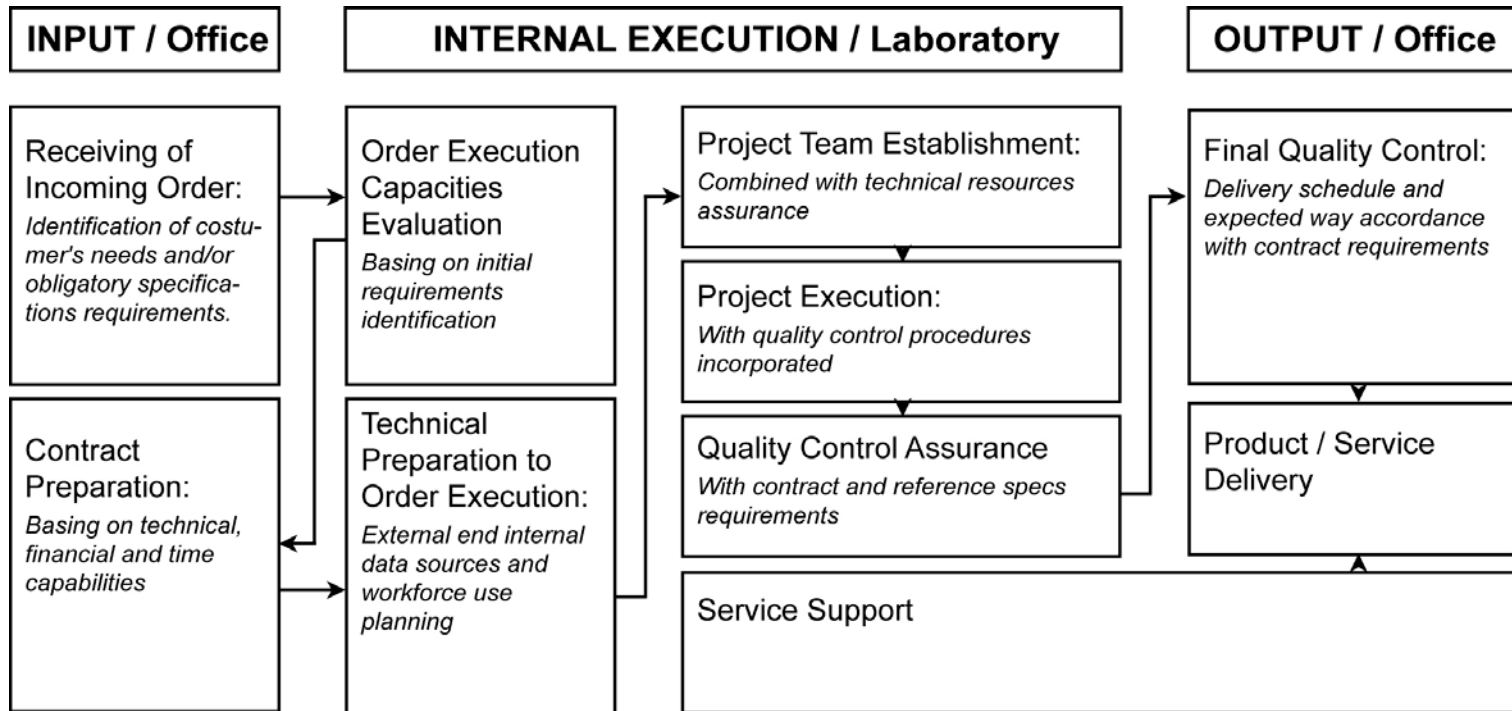 INPUT / Office
INTERNAL EXECUTION / Laboratory
OUTPUT / Office
Receiving of
Incoming Order:
Identification of costu-
mer's needs and/or
obligatory specifica-
tions requirements.
Contract
Preparation:
Basing on technical,
financial and time
capabilities
Order Execution
Capacities
Evaluation
Basing on initial
requirements
identification
Technical
Preparation to
Order Execution:
External end internal
data sources and
workforce use
planning
Project Team Establishment:
Combined with technical resources
assurance
Project Execution:
With quality control procedures
incorporated
Quality Control Assurance
With contract and reference specs
requirements
Service Support
Final Quality Control:
Delivery schedule and
expected way accordance
with contract requirements
Product / Service
Delivery